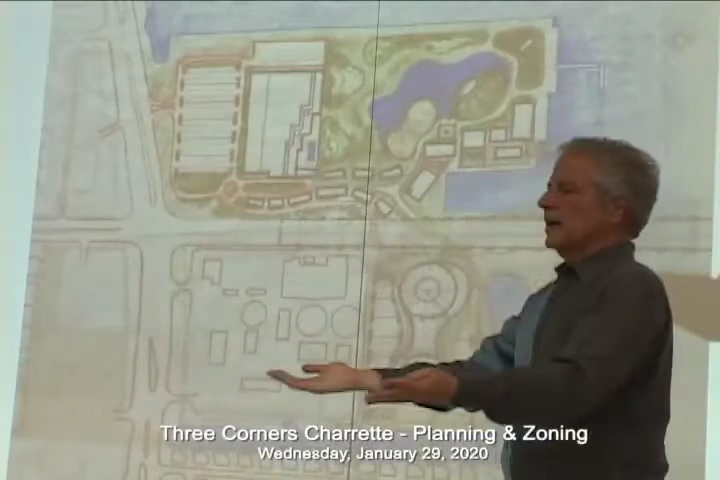 Three Corners Charrette - Planning & Zoning
Wednesday, January 29, 2020